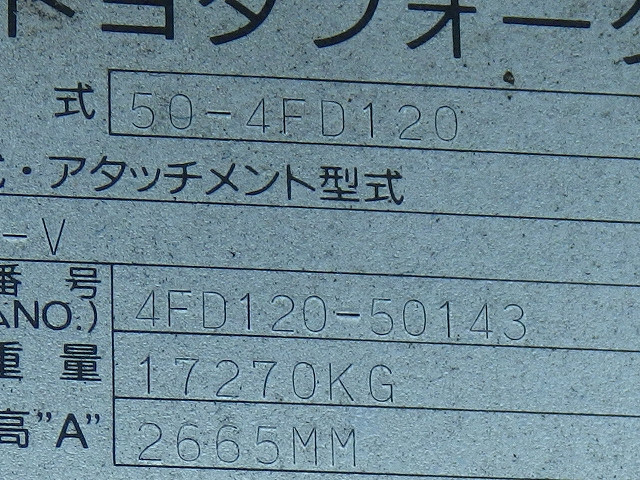 トヨタフォーク
式 50-4FD120
・アタッチメント型式
-V
番号 4FD120-50143
NO.)
重量 17270KG
高"A" 2665MM